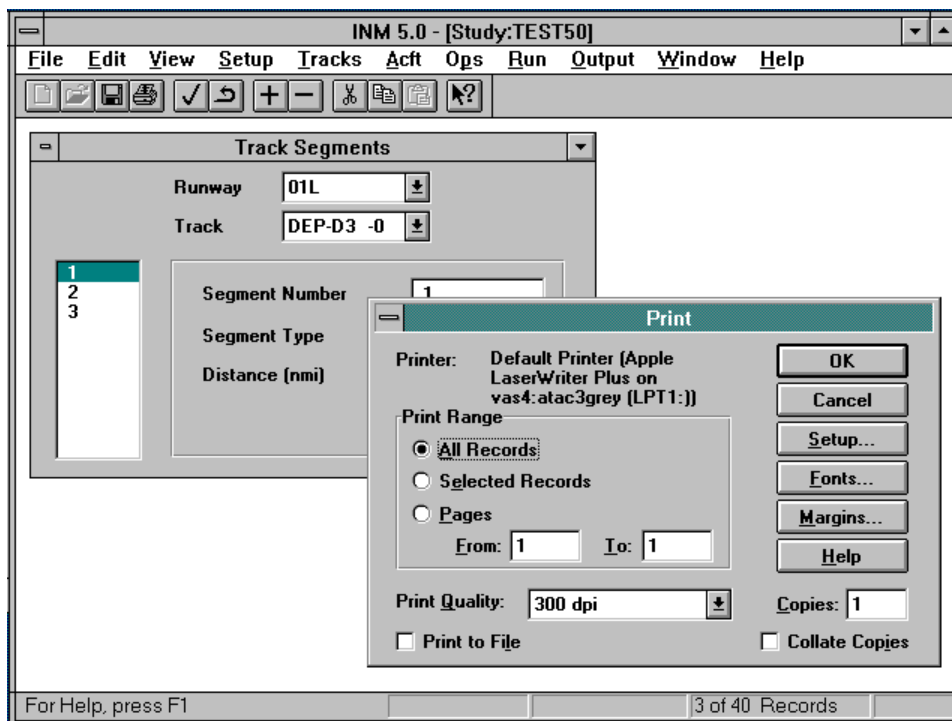 INM 5.0 - [Study:TEST50]
File Edit View Setup Tracks Acft Ops Run Output Window Help
Track Segments
Runway 01L
Track DEP-D3 -0
1
2
3
Segment Number 1
Segment Type
Distance (nmi)
Print
Printer: Default Printer (Apple
LaserWriter Plus on
vas4:atac3grey (LPT1:))
Print Range
All Records
Selected Records
Pages
From: 1 To: 1
OK
Cancel
Setup...
Fonts...
Margins...
Help
Print Quality: 300 dpi
Copies: 1
Print to File
Collate Copies
For Help, press F1
3 of 40 Records